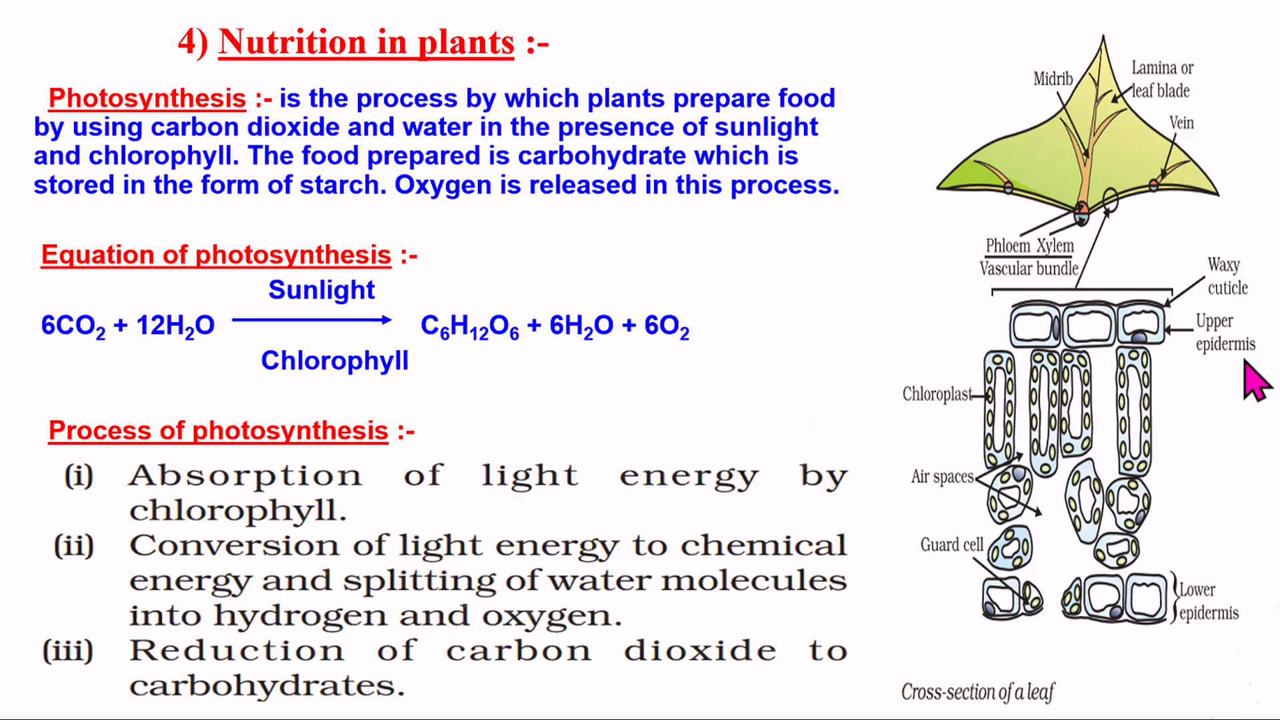 4) Nutrition in plants :-
Photosynthesis :- is the process by which plants prepare food
by using carbon dioxide and water in the presence of sunlight
and chlorophyll. The food prepared is carbohydrate which is
stored in the form of starch. Oxygen is released in this process.
Equation of photosynthesis :-
Sunlight
6CO₂ + 12H₂O → C₆H₁₂O₆ + 6H₂O + 6O₂
Chlorophyll
Process of photosynthesis :-
(i) Absorption of light energy by
chlorophyll.
(ii) Conversion of light energy to chemical
energy and splitting of water molecules
into hydrogen and oxygen.
(iii) Reduction of carbon dioxide to
carbohydrates.
Midrib
Lamina or
leaf blade
Vein
Phloem Xylem
Vascular bundle
Waxy
cuticle
Upper
epidermis
Chloroplast
Air spaces
Guard cell
Lower
epidermis
Cross-section of a leaf